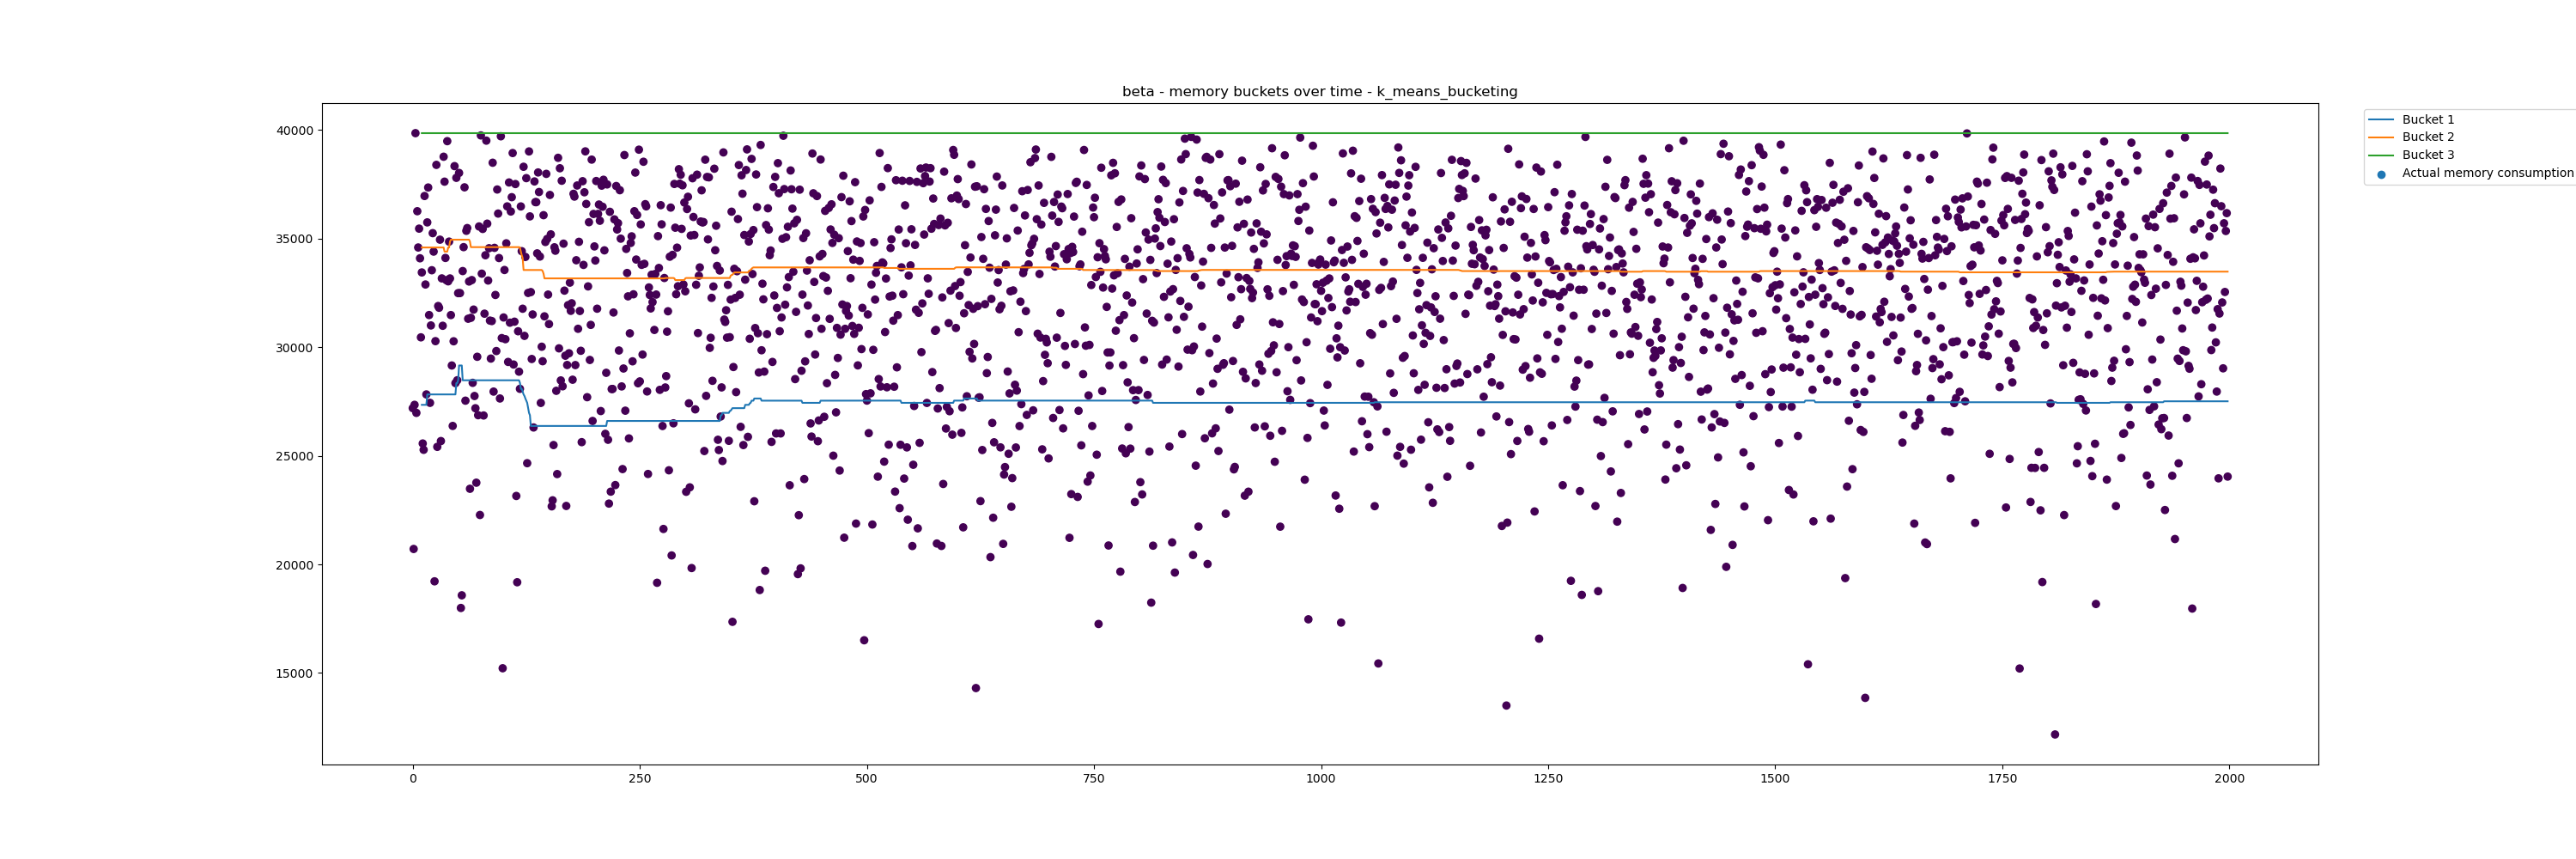 beta - memory buckets over time - k_means_bucketing
40000
35000
30000
25000
20000
15000
0 250 500 750 1000 1250 1500 1750 2000
Bucket 1
Bucket 2
Bucket 3
Actual memory consumption